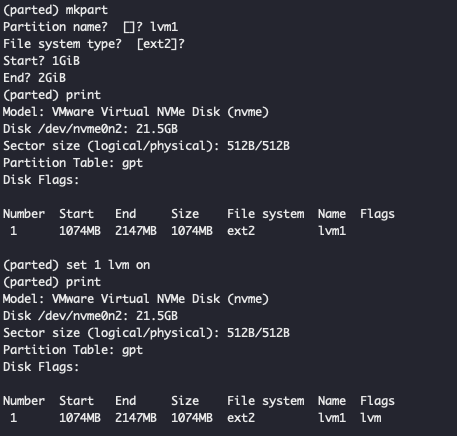 (parted) mkpart
Partition name?  []? lvm1
File system type?  [ext2]?
Start? 1GiB
End? 2GiB
(parted) print
Model: VMware Virtual NVMe Disk (nvme)
Disk /dev/nvme0n2: 21.5GB
Sector size (logical/physical): 512B/512B
Partition Table: gpt
Disk Flags:

Number  Start   End     Size    File system  Name  Flags
 1      1074MB  2147MB  1074MB  ext2         lvm1

(parted) set 1 lvm on
(parted) print
Model: VMware Virtual NVMe Disk (nvme)
Disk /dev/nvme0n2: 21.5GB
Sector size (logical/physical): 512B/512B
Partition Table: gpt
Disk Flags:

Number  Start   End     Size    File system  Name  Flags
 1      1074MB  2147MB  1074MB  ext2         lvm1  lvm